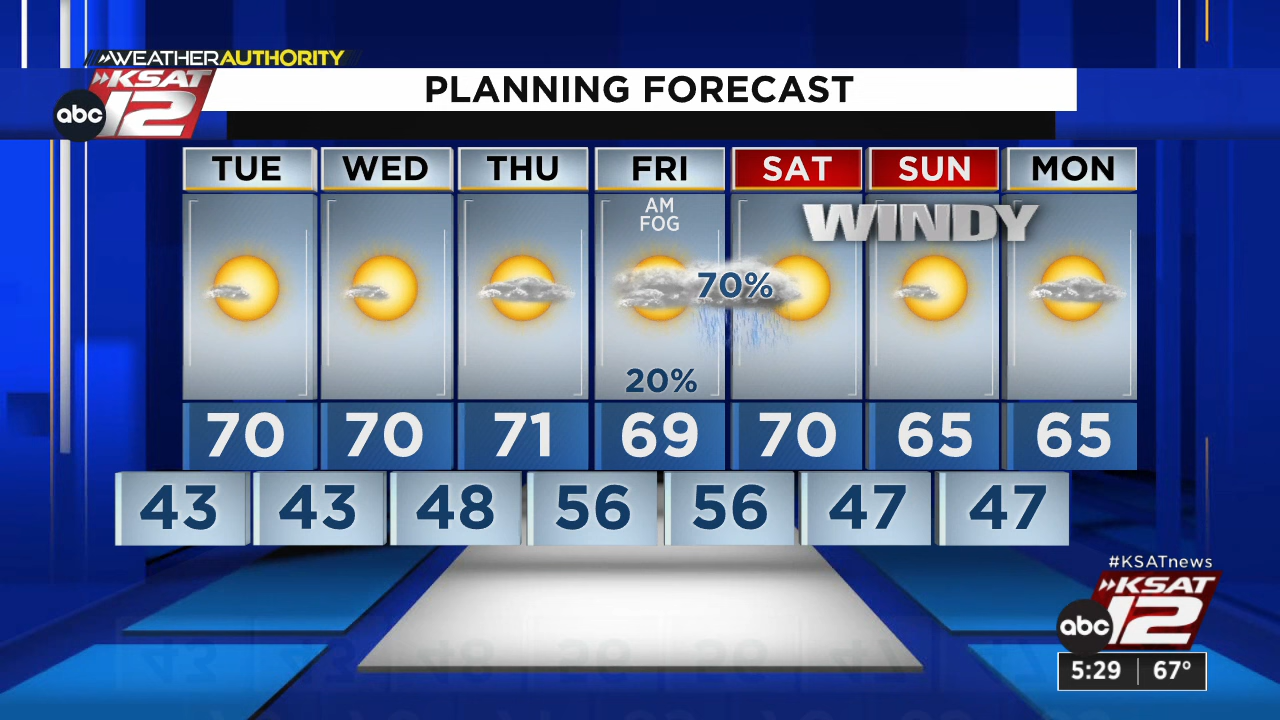 WEATHERAUTHORITY
KSAT
abc 12
PLANNING FORECAST
TUE WED THU FRI SAT SUN MON
AM
FOG
WINDY
70%
20%
70 70 71 69 70 65 65
43 43 48 56 56 47 47
#KSATnews
KSAT
abc 12
5:29 67°